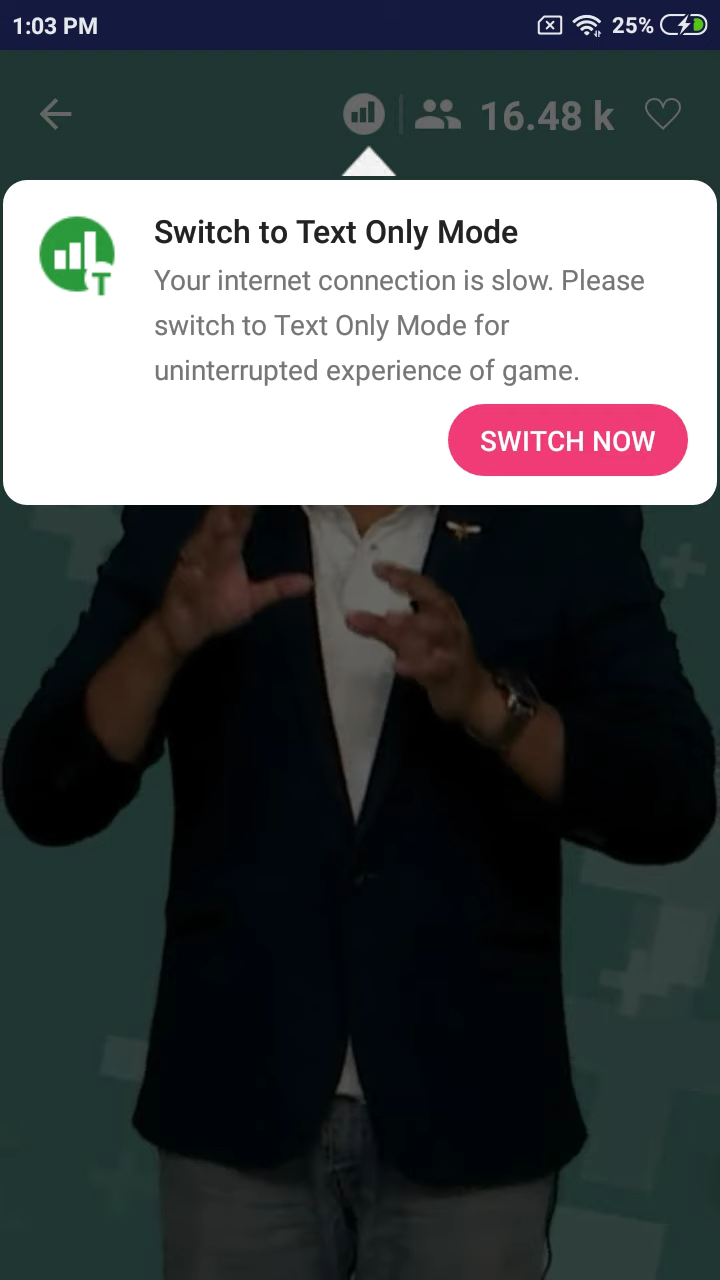 1:03 PM
25%
16.48 k
Switch to Text Only Mode
T
Your internet connection is slow. Please
switch to Text Only Mode for
uninterrupted experience of game.
SWITCH NOW